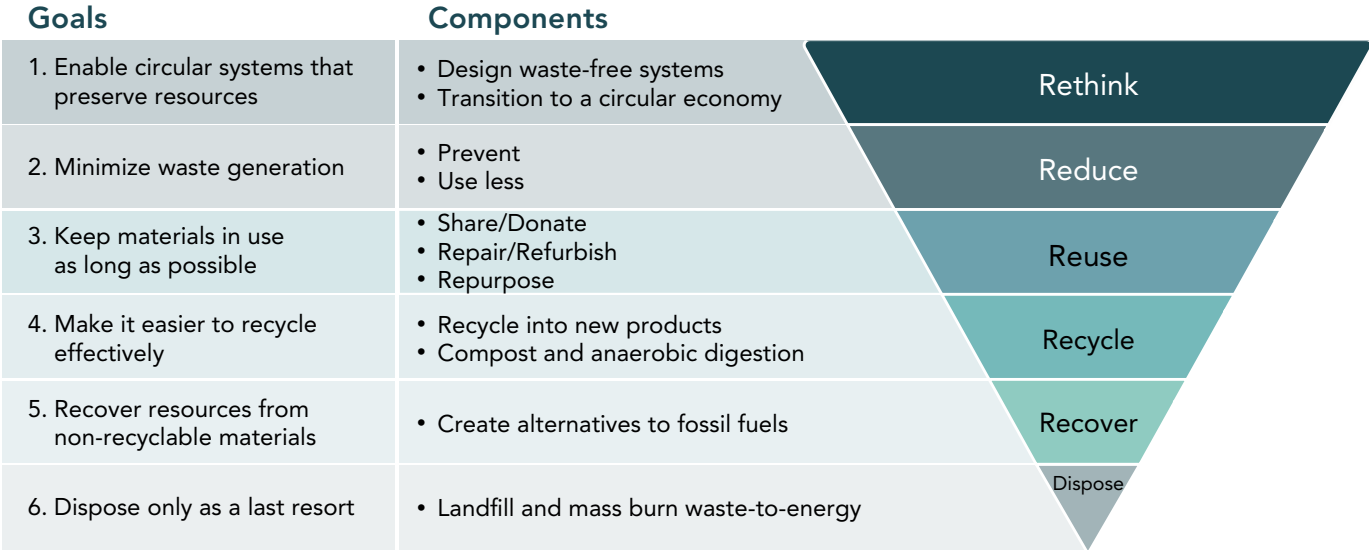 Goals
Components
1. Enable circular systems that
preserve resources
• Design waste-free systems
• Transition to a circular economy
Rethink
2. Minimize waste generation
• Prevent
• Use less
Reduce
3. Keep materials in use
as long as possible
• Share/Donate
• Repair/Refurbish
• Repurpose
Reuse
4. Make it easier to recycle
effectively
• Recycle into new products
• Compost and anaerobic digestion
Recycle
5. Recover resources from
non-recyclable materials
• Create alternatives to fossil fuels
Recover
6. Dispose only as a last resort
• Landfill and mass burn waste-to-energy
Dispose